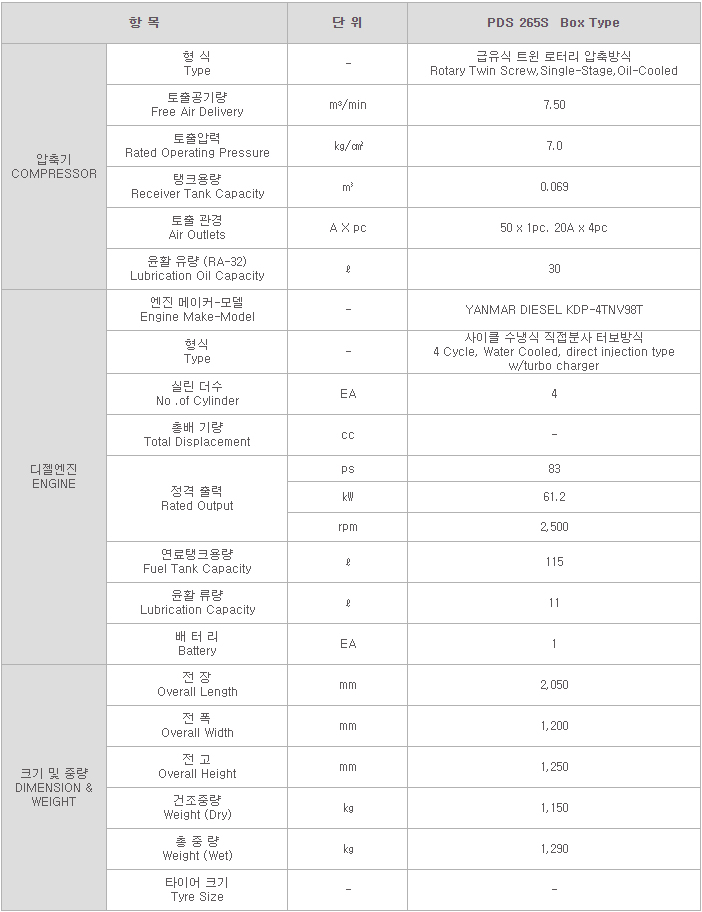 항 목 단 위 PDS 265S Box Type
압축기
COMPRESSOR
형 식
Type
-
급유식 트윈 로터리 압축방식
Rotary Twin Screw,Single-Stage,Oil-Cooled
토출공기량
Free Air Delivery
m³/min
7.50
토출압력
Rated Operating Pressure
kg/㎠
7.0
탱크용량
Receiver Tank Capacity
m³
0.069
토출 관경
Air Outlets
A X pc
50 x 1pc. 20A x 4pc
윤활 유량 (RA-32)
Lubrication Oil Capacity
ℓ
30
디젤엔진
ENGINE
엔진 메이커-모델
Engine Make-Model
-
YANMAR DIESEL KDP-4TNV98T
형식
Type
-
사이클 수냉식 직접분사 터보방식
4 Cycle, Water Cooled, direct injection type
w/turbo charger
실린 더수
No .of Cylinder
EA
4
총배 기량
Total Displacement
cc
-
정격 출력
Rated Output
ps
83
kW
61.2
rpm
2,500
연료탱크용량
Fuel Tank Capacity
ℓ
115
윤활 류량
Lubrication Capacity
ℓ
11
배 터 리
Battery
EA
1
크기 및 중량
DIMENSION &
WEIGHT
전 장
Overall Length
mm
2,050
전 폭
Overall Width
mm
1,200
전 고
Overall Height
mm
1,250
건조중량
Weight (Dry)
kg
1,150
총 중 량
Weight (Wet)
kg
1,290
타이어 크기
Tyre Size
-
-